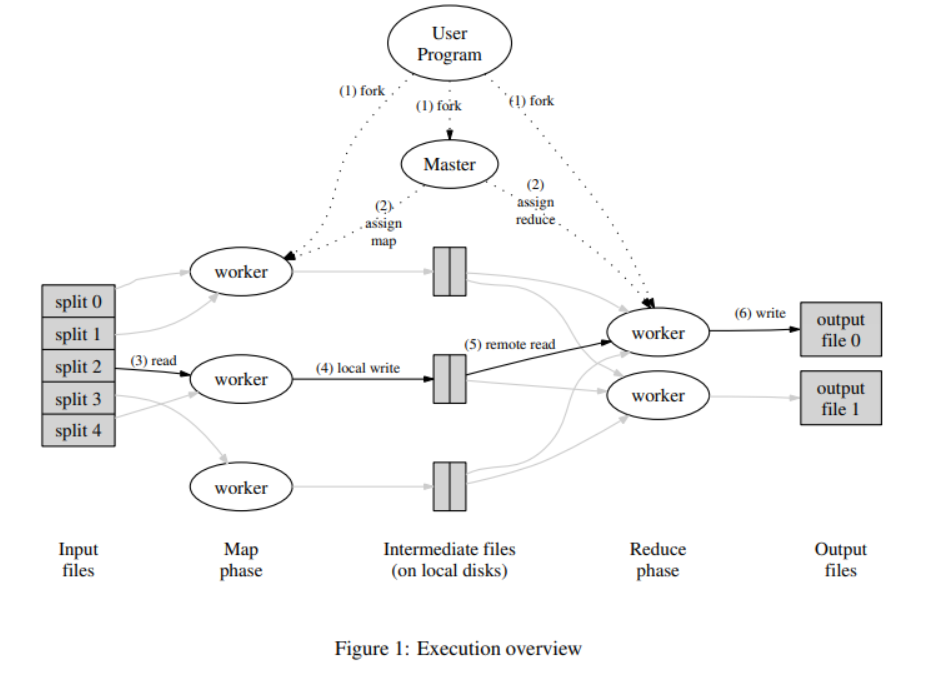 User
Program
(1) fork
(1) fork
(1) fork
Master
(2)
assign
map
(2)
assign
reduce
worker
split 0
split 1
split 2
split 3
split 4
(3) read
worker
(4) local write
(5) remote read
worker
(6) write
output
file 0
worker
output
file 1
worker
Input
files
Map
phase
Intermediate files
(on local disks)
Reduce
phase
Output
files
Figure 1: Execution overview